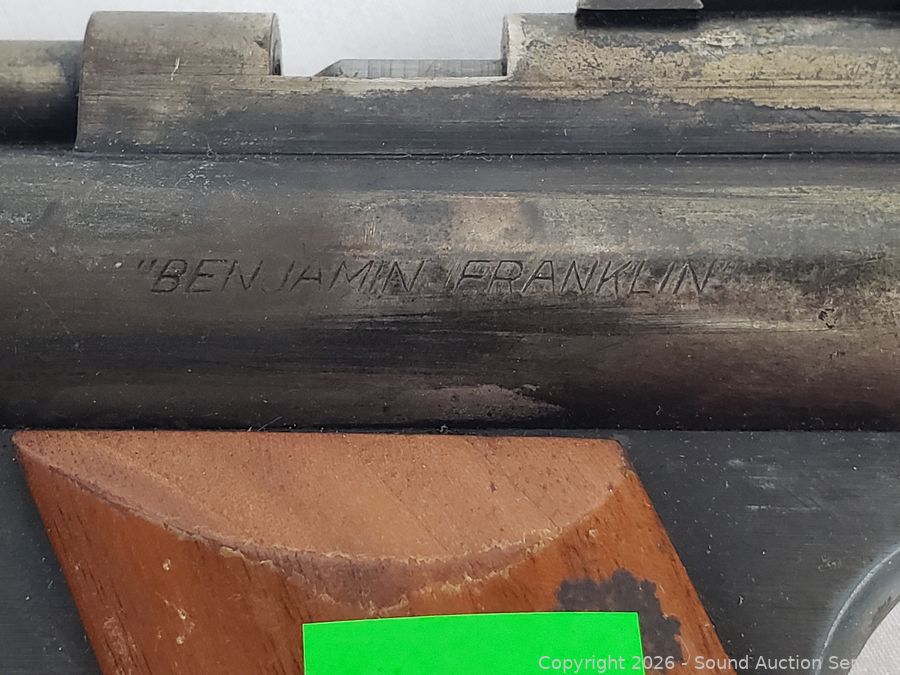 "BENJAMIN FRANKLIN"
Copyright © 2026 - Sound Auction Ser